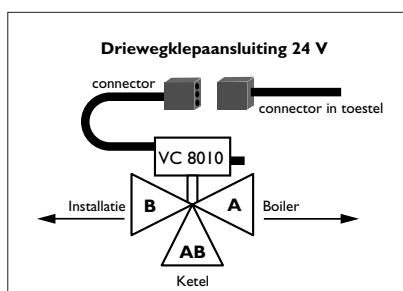 Driewegklepaansluiting 24 V
connector
connector in toestel
VC 8010
Installatie B A Boiler
AB
Ketel